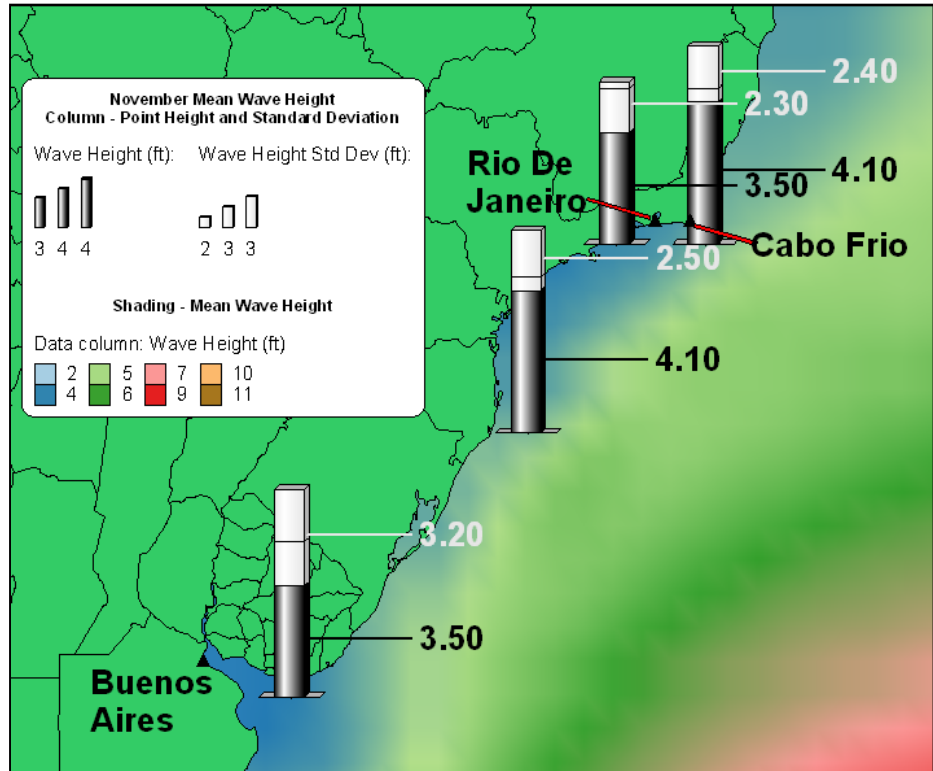 November Mean Wave Height
Column - Point Height and Standard Deviation
Wave Height (ft):
3 4 4
Wave Height Std Dev (ft):
2 3 3
Shading - Mean Wave Height
Data column: Wave Height (ft)
2 5 7 10
4 6 9 11
2.40
2.30
4.10
3.50
Rio De
Janeiro
Cabo Frio
2.50
4.10
3.20
3.50
Buenos
Aires